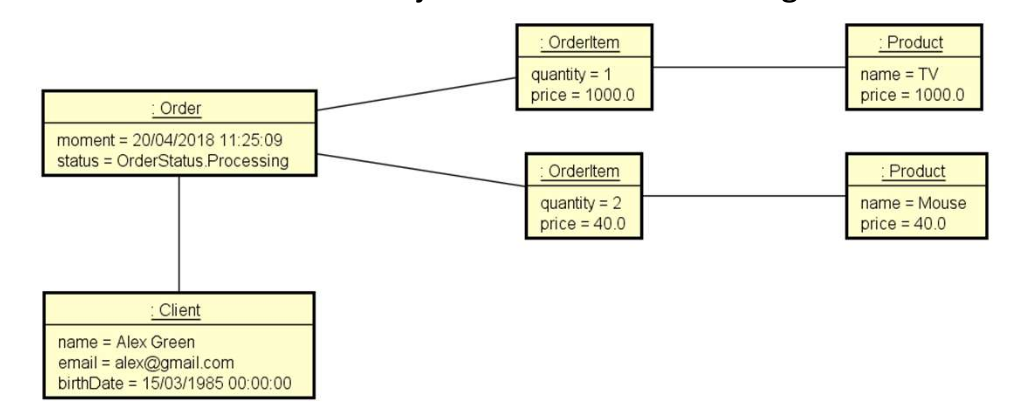 : OrderItem
quantity = 1
price = 1000.0
: Product
name = TV
price = 1000.0
: Order
moment = 20/04/2018 11:25:09
status = OrderStatus.Processing
: OrderItem
quantity = 2
price = 40.0
: Product
name = Mouse
price = 40.0
: Client
name = Alex Green
email = alex@gmail.com
birthDate = 15/03/1985 00:00:00